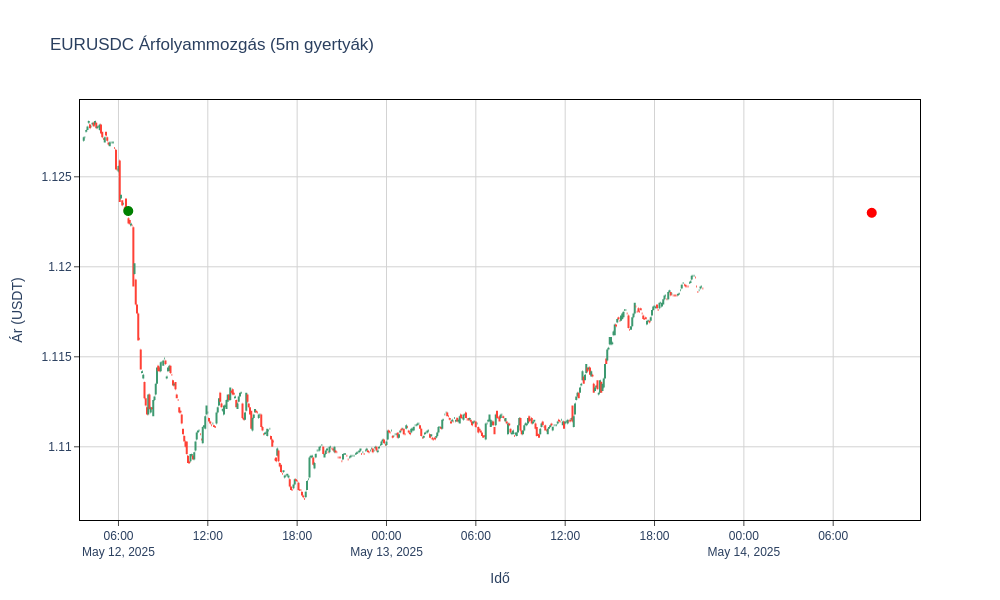 EURUSDC Árfolyammozgás (5m gyertyák)
1.125
1.12
1.115
1.11
Ár (USDT)
06:00 12:00 18:00 00:00 06:00 12:00 18:00 00:00 06:00
May 12, 2025 May 13, 2025 May 14, 2025
Idő